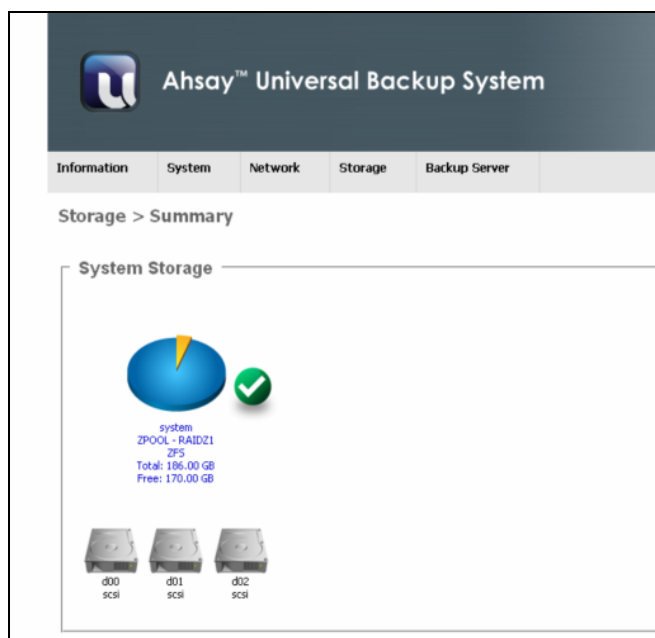 Ahsay™ Universal Backup System
Information System Network Storage Backup Server
Storage > Summary
System Storage
system
ZPOOL - RAIDZ1
ZFS
Total: 186.00 GB
Free: 170.00 GB
d00 d01 d02
scsi scsi scsi